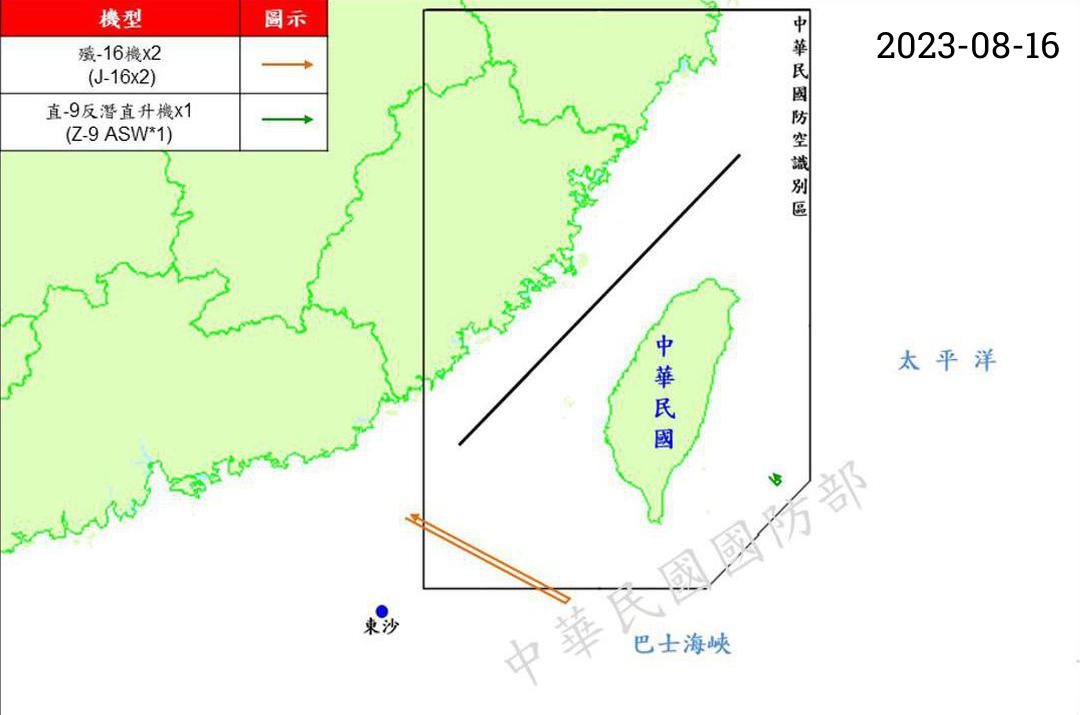 機型 圖示
殲-16機x2
(J-16x2)
直-9反潛直升機x1
(Z-9 ASW*1)
2023-08-16
中華民國防空識別區
中華民國
太平洋
東沙
巴士海峽
中華民國國防部